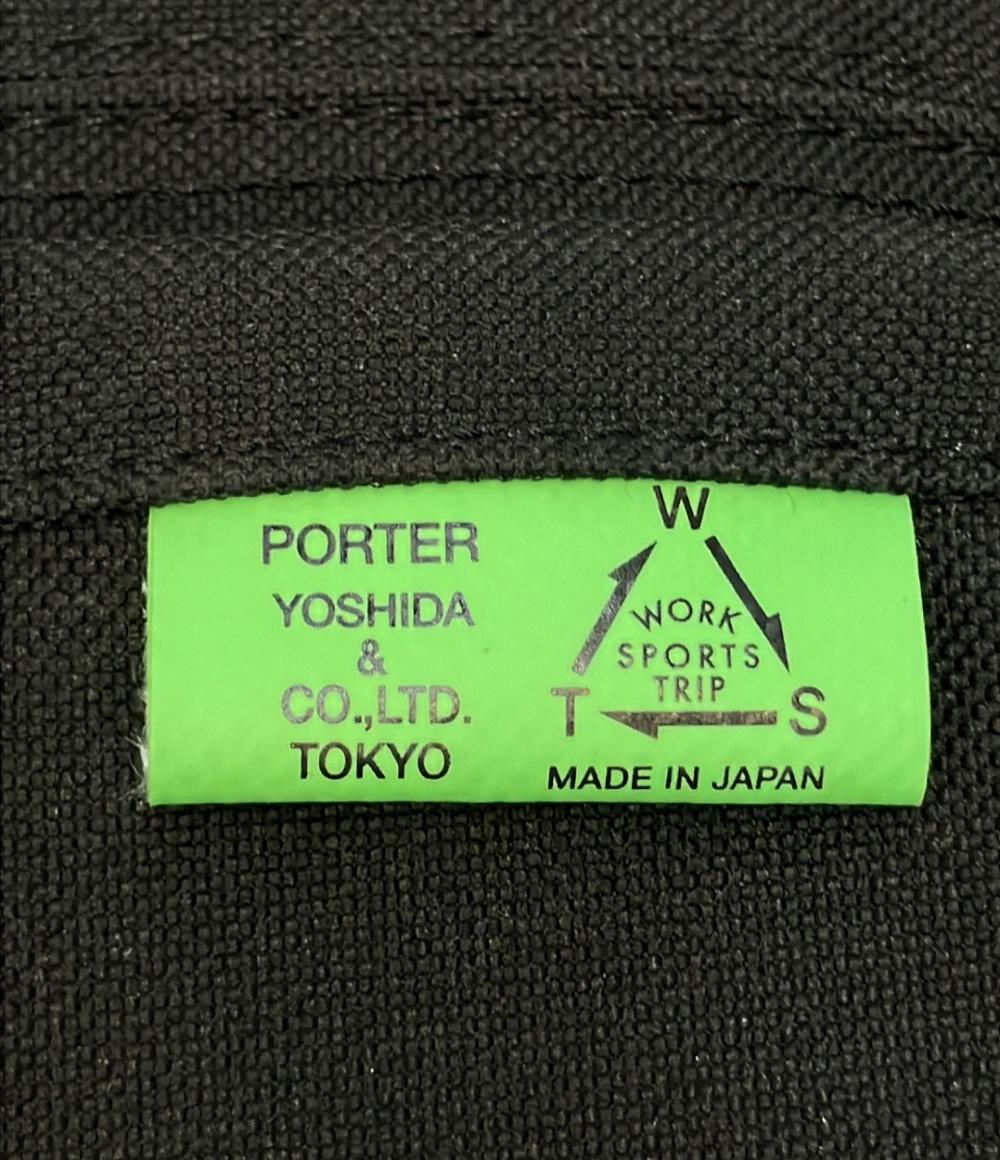 PORTER
YOSHIDA
&
CO.,LTD.
TOKYO
W
WORK
SPORTS
TRIP
T
S
MADE IN JAPAN